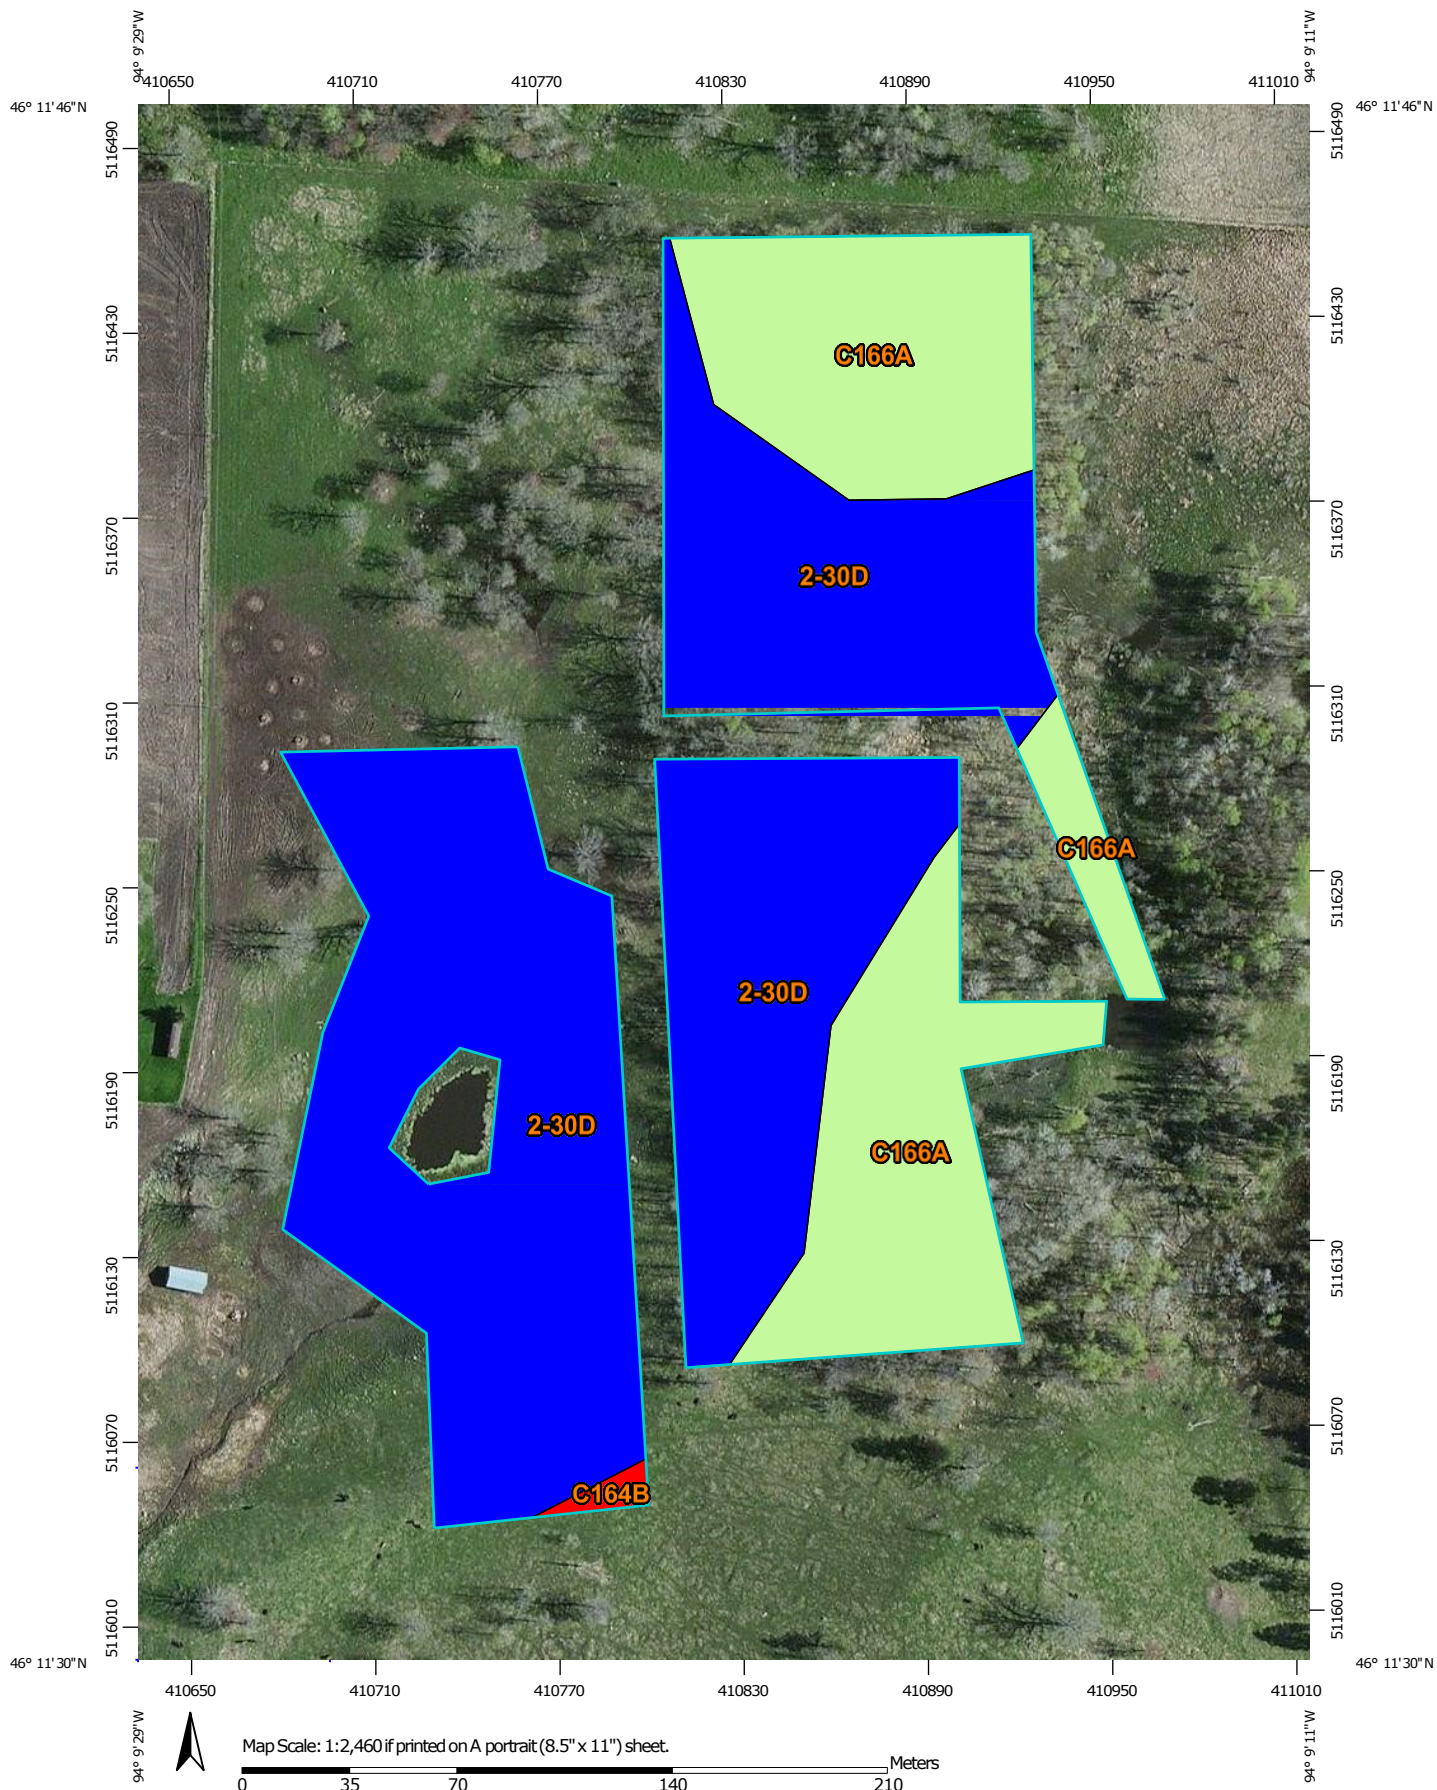 94° 9' 29" W
94° 9' 11" W
410650
410710
410770
410830
410890
410950
411010
46° 11' 46" N
46° 11' 46" N
5116490
5116490
5116430
5116430
5116370
5116370
5116310
5116310
5116250
5116250
5116190
5116190
5116130
5116130
5116070
5116070
5116010
5116010
C166A
2-30D
C166A
2-30D
2-30D
C166A
C164B
46° 11' 30" N
46° 11' 30" N
410650
410710
410770
410830
410890
410950
411010
94° 9' 29" W
94° 9' 11" W
Map Scale: 1:2,460 if printed on A portrait (8.5" x 11") sheet.
Meters
0
35
70
140
210